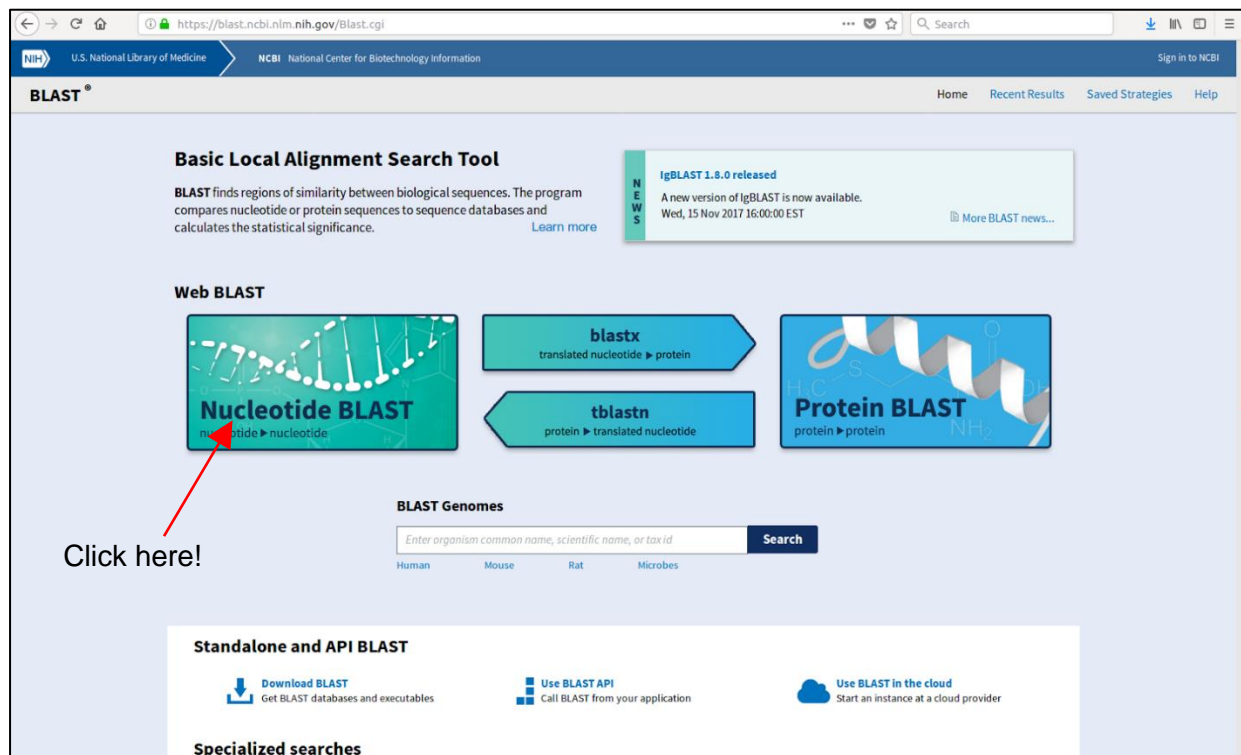 https://blast.ncbi.nlm.nih.gov/Blast.cgi
Search
NIH
U.S. National Library of Medicine
NCBI National Center for Biotechnology Information
Sign in to NCBI
BLAST ®
Home
Recent Results
Saved Strategies
Help
Basic Local Alignment Search Tool
BLAST finds regions of similarity between biological sequences. The program
compares nucleotide or protein sequences to sequence databases and
calculates the statistical significance.
Learn more
NEWS
IgBLAST 1.8.0 released
A new version of IgBLAST is now available.
Wed, 15 Nov 2017 16:00:00 EST
More BLAST news...
Web BLAST
Nucleotide BLAST
nucleotide ▶ nucleotide
blastx
translated nucleotide ▶ protein
tblastn
protein ▶ translated nucleotide
H₃C
S
O
OH
NH₂
Protein BLAST
protein ▶ protein
Click here!
BLAST Genomes
Enter organism common name, scientific name, or tax id
Search
Human
Mouse
Rat
Microbes
Standalone and API BLAST
Download BLAST
Get BLAST databases and executables
Use BLAST API
Call BLAST from your application
Use BLAST in the cloud
Start an instance at a cloud provider
Specialized searches